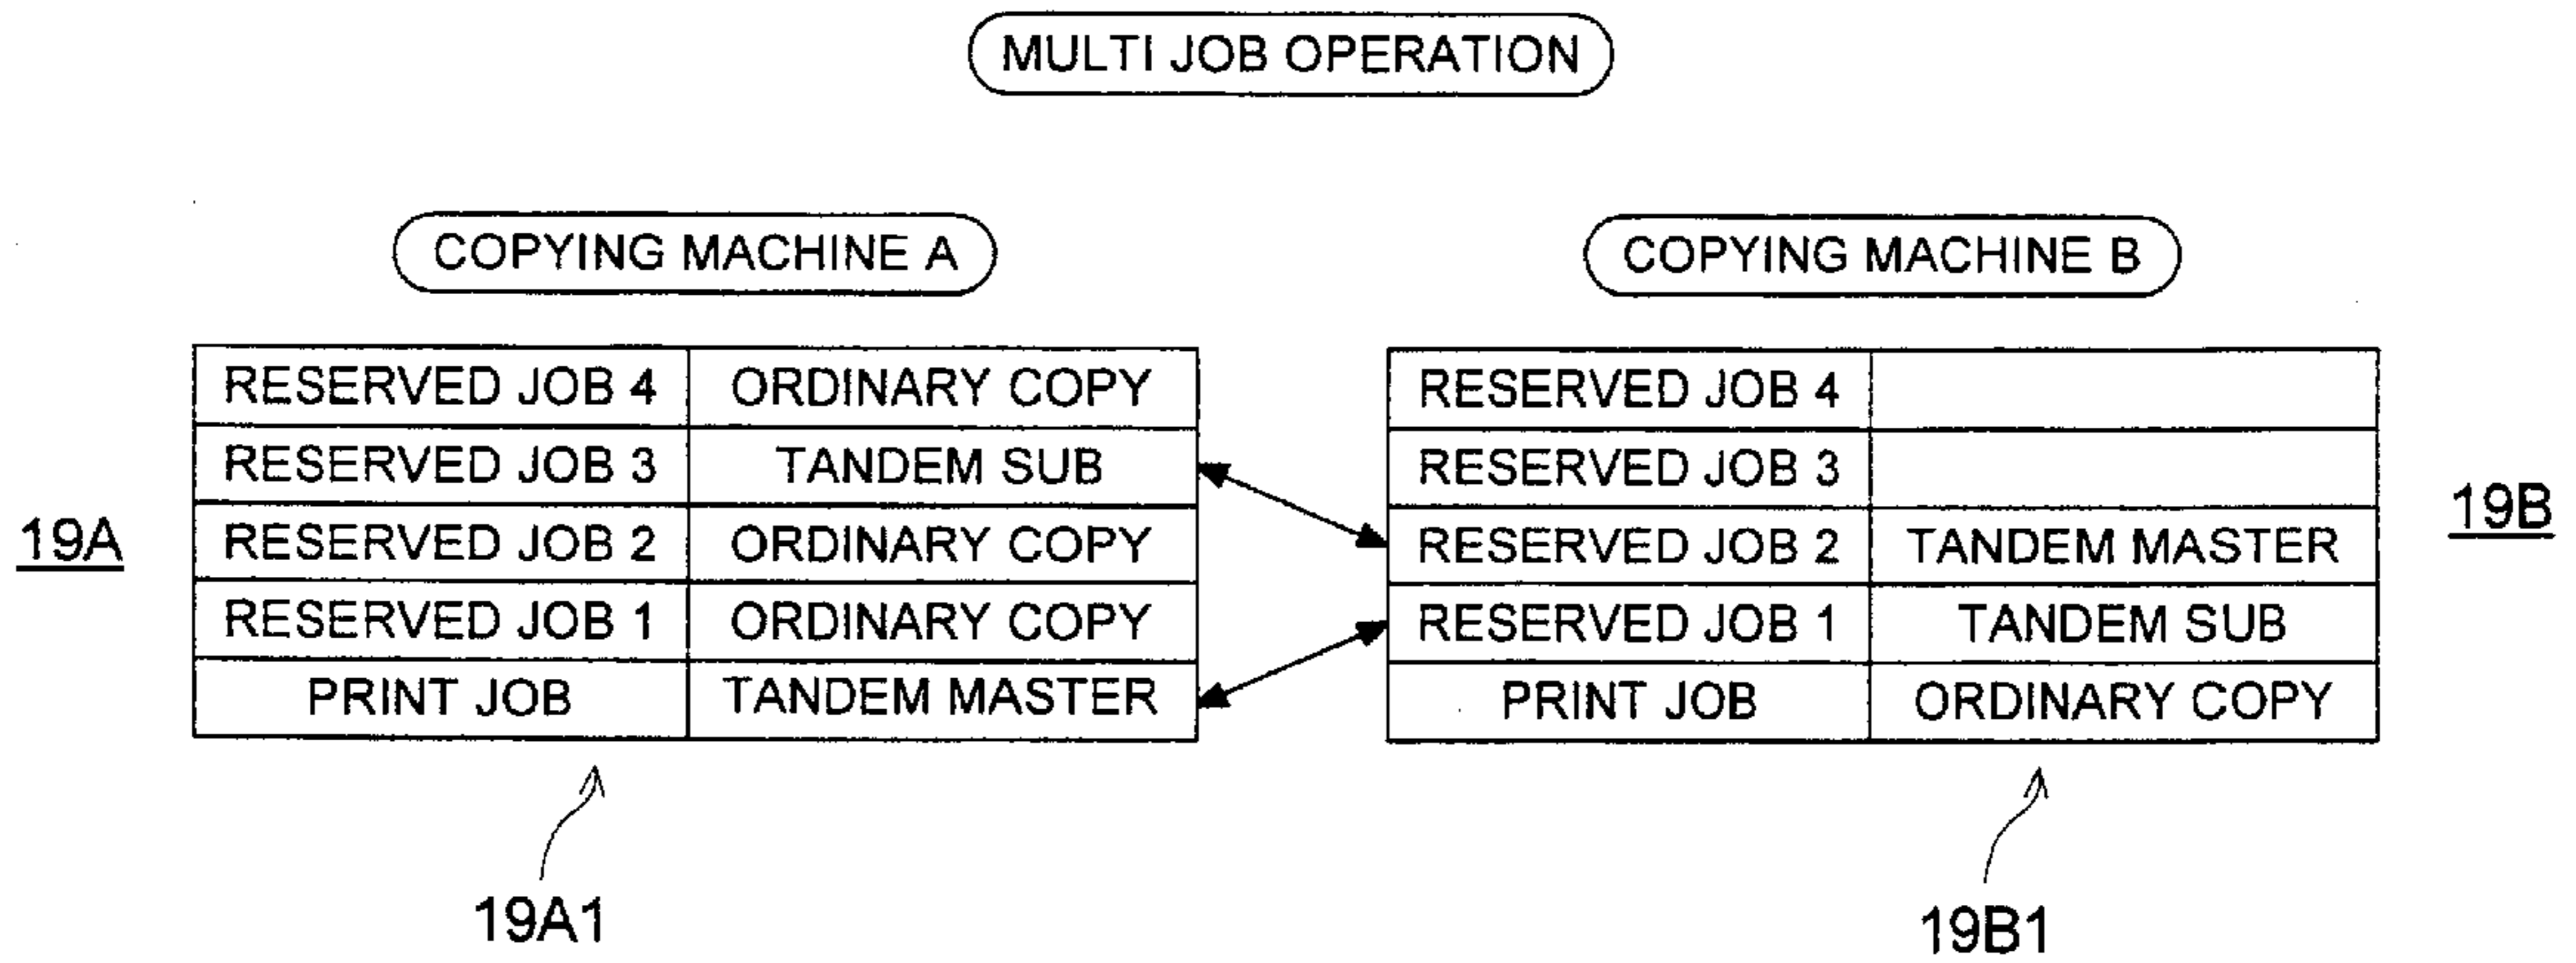 MULTI JOB OPERATION
COPYING MACHINE A
RESERVED JOB 4 ORDINARY COPY
RESERVED JOB 3 TANDEM SUB
RESERVED JOB 2 ORDINARY COPY
RESERVED JOB 1 ORDINARY COPY
PRINT JOB TANDEM MASTER
19A
19A1
COPYING MACHINE B
RESERVED JOB 4
RESERVED JOB 3
RESERVED JOB 2 TANDEM MASTER
RESERVED JOB 1 TANDEM SUB
PRINT JOB ORDINARY COPY
19B
19B1